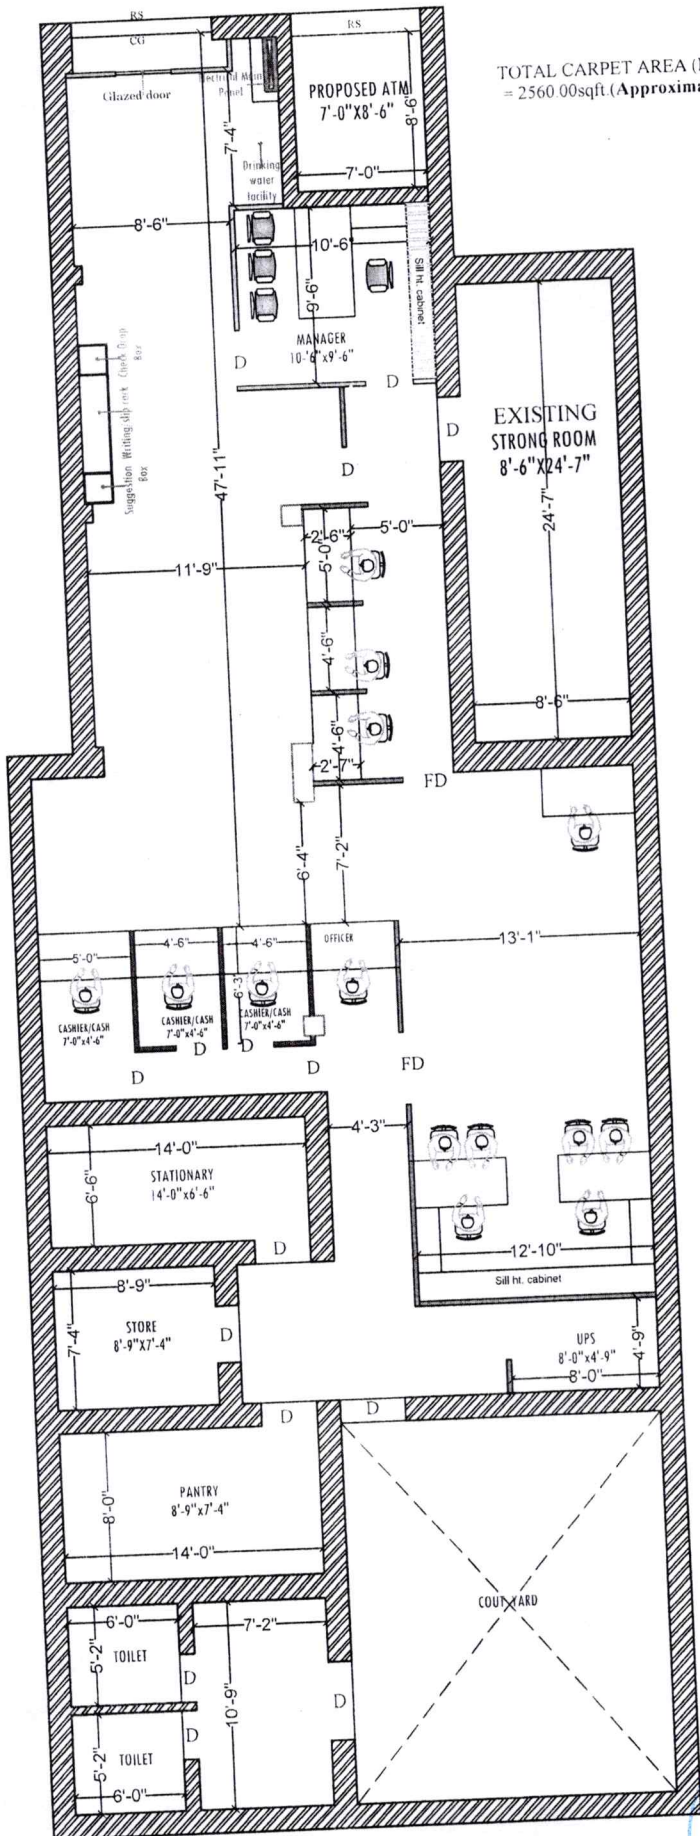 RS
CG
RS
TOTAL CARPET AREA
= 2560.00sqft.(Approxima
Glazed door
Panel
PROPOSED ATM
7'-0"X8'-6"
8'-6"
7'-4"
7'-0"
Drinking
water
facility
8'-6"
10'-6"
9'-6"
Sill ht. cabinet
MANAGER
10-'6"x9'-6"
D
D
Suggestion
Box
Writing slip rack
Check Drop
Box
EXISTING
STRONG ROOM
8'-6"X24'-7"
D
D
47'-11"
24'-7"
2'-6"
5'-0"
5'-0"
11'-9"
4'-6"
8'-6"
4'-6"
2'-7"
FD
6'-4"
7'-2"
5'-0"
4'-6"
4'-6"
OFFICER
13'-1"
6'-3"
CASHIER/CASH
7'-0"x4'-6"
CASHIER/CASH
7'-0"x4'-6"
CASHIER/CASH
7'-0"x4'-6"
D
D
D
D
FD
4'-3"
14'-0"
6'-6"
STATIONARY
14'-0"x6'-6"
D
12'-10"
Sill ht. cabinet
8'-9"
7'-4"
STORE
8'-9"X7'-4"
D
UPS
8'-0"x4'-9"
4'-9"
8'-0"
D
D
PANTRY
8'-9"x7'-4"
8'-0"
14'-0"
COUT YARD
6'-0"
7'-2"
5'-2"
TOILET
D
10'-9"
D
D
5'-2"
TOILET
6'-0"